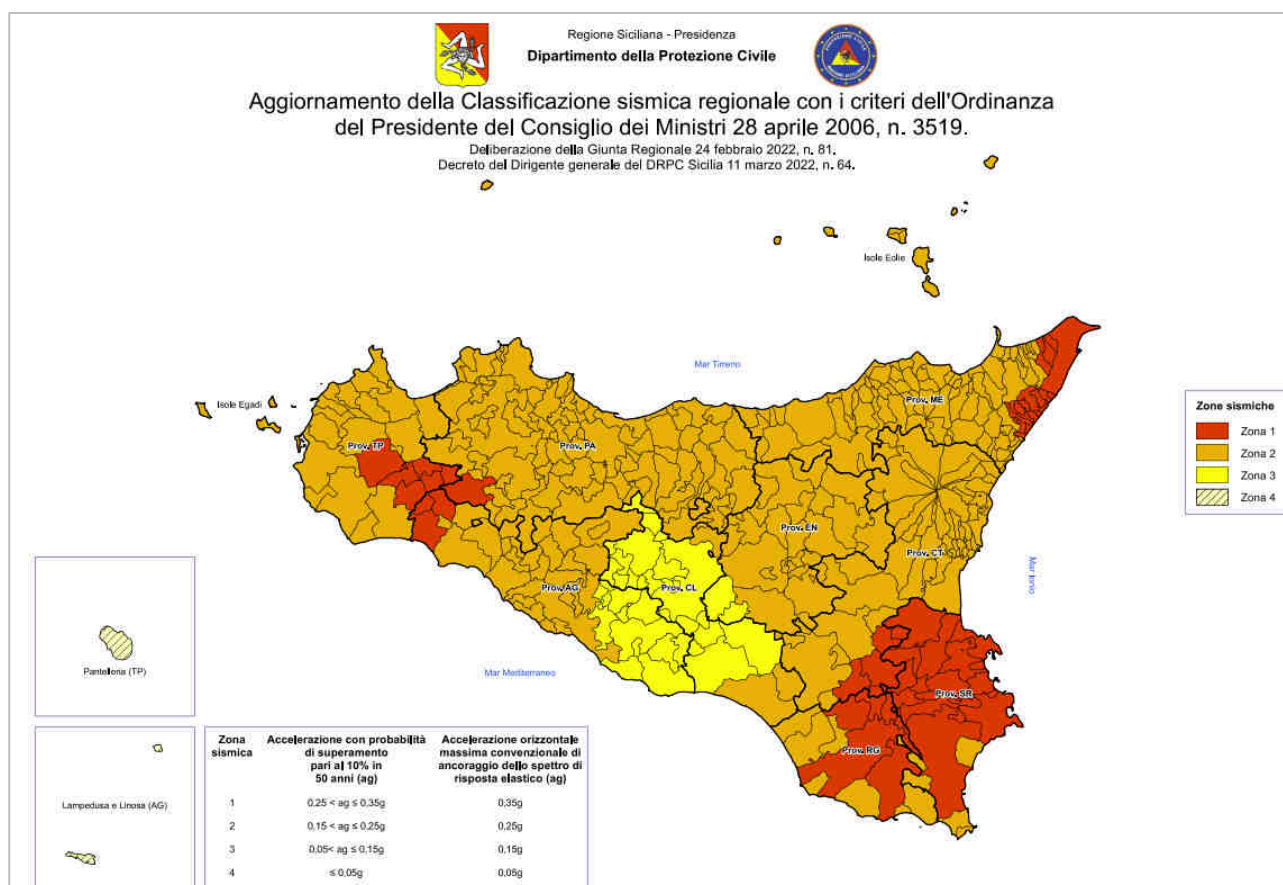 Regione Siciliana - Presidenza
Dipartimento della Protezione Civile
Aggiornamento della Classificazione sismica regionale con i criteri dell'Ordinanza
del Presidente del Consiglio dei Ministri 28 aprile 2006, n. 3519.
Deliberazione della Giunta Regionale 24 febbraio 2022, n. 81.
Decreto del Dirigente generale del DRPC Sicilia 11 marzo 2022, n. 64.
Isole Eolie
Mar Tirreno
Isole Egadi
Prov. ME
Prov. TP
Prov. PA
Prov. EN
Prov. CT
Prov. AG
Prov. CL
Mar Ionio
Mar Mediterraneo
Prov. SR
Prov. RG
Zone sismiche
Zona 1
Zona 2
Zona 3
Zona 4
Pantelleria (TP)
Lampedusa e Linosa (AG)
Zona sismica
Accelerazione con probabilità di superamento pari al 10% in 50 anni (ag)
Accelerazione orizzontale massima convenzionale di ancoraggio dello spettro di risposta elastico (ag)
1 0,25 < ag ≤ 0,35g 0,35g
2 0,15 < ag ≤ 0,25g 0,25g
3 0,05< ag ≤ 0,15g 0,15g
4 ≤ 0,05g 0,05g